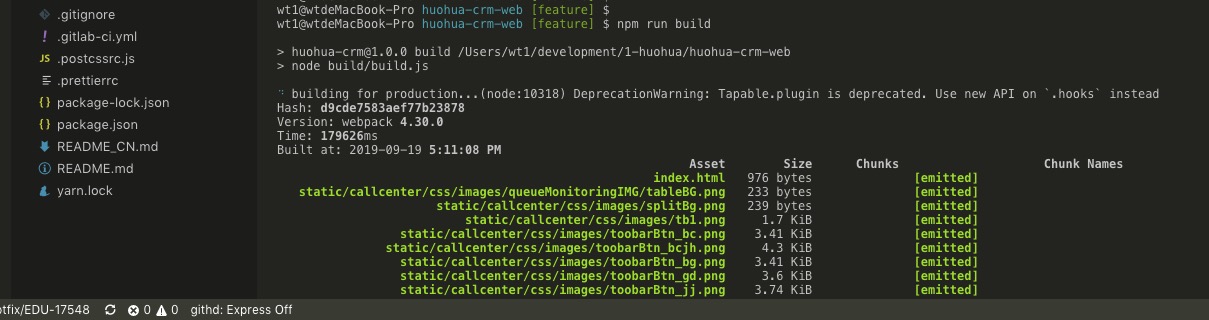 .gitignore
.gitlab-ci.yml
JS .postcssrc.js
.prettierrc
{} package-lock.json
{} package.json
README_CN.md
README.md
yarn.lock
wt1@wtdeMacBook-Pro huohua-crm-web [feature] $
wt1@wtdeMacBook-Pro huohua-crm-web [feature] $ npm run build
> huohua-crm@1.0.0 build /Users/wt1/development/1-huohua/huohua-crm-web
> node build/build.js
building for production...(node:10318) DeprecationWarning: Tapable.plugin is deprecated. Use new API on `.hooks` instead
Hash: d9cde7583aef77b23878
Version: webpack 4.30.0
Time: 179626ms
Built at: 2019-09-19 5:11:08 PM
Asset Size Chunks Chunk Names
index.html 976 bytes [emitted]
static/callcenter/css/images/queueMonitoringIMG/tableBG.png 233 bytes [emitted]
static/callcenter/css/images/splitBg.png 239 bytes [emitted]
static/callcenter/css/images/tb1.png 1.7 KiB [emitted]
static/callcenter/css/images/toobarBtn_bc.png 3.41 KiB [emitted]
static/callcenter/css/images/toobarBtn_bcjh.png 4.3 KiB [emitted]
static/callcenter/css/images/toobarBtn_bg.png 3.41 KiB [emitted]
static/callcenter/css/images/toobarBtn_gd.png 3.6 KiB [emitted]
static/callcenter/css/images/toobarBtn_jj.png 3.74 KiB [emitted]
otfix/EDU-17548 0 0 githd: Express Off